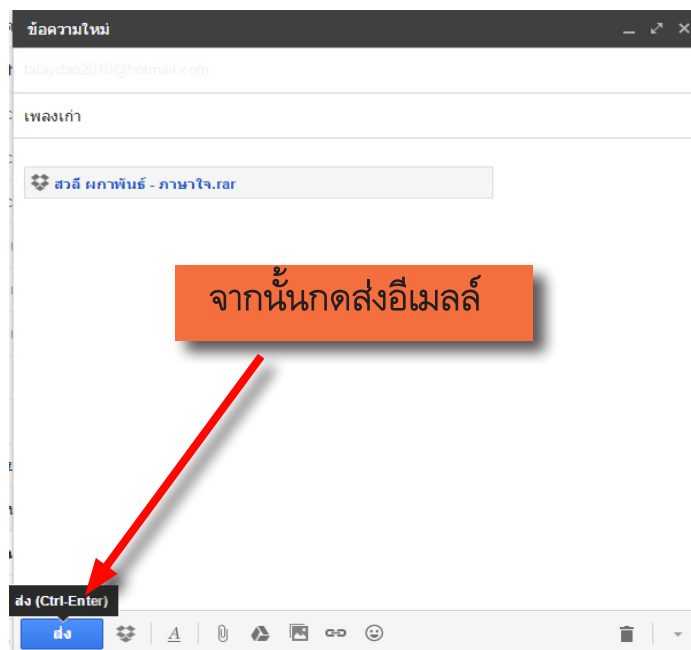 ข้อความใหม่
talaydao2010@hotmail.com
เพลงเก่า
สวลี ผกาพันธ์ - ภาษาใจ.rar
จากนั้นกดส่งอีเมลล์
ส่ง (Ctrl-Enter)
ส่ง
A